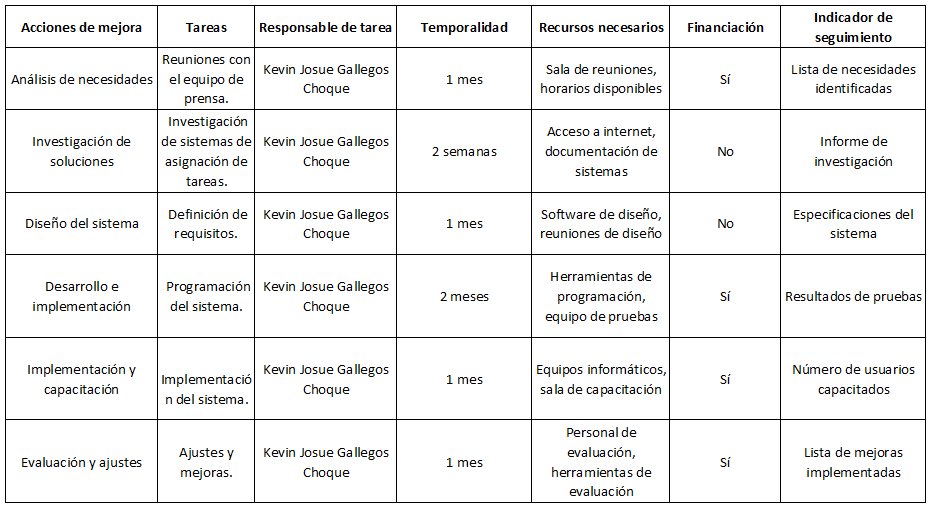 Acciones de mejora
Tareas
Responsable de tarea
Temporalidad
Recursos necesarios
Financiación
Indicador de
seguimiento
Análisis de necesidades
Reuniones con
el equipo de
prensa.
Kevin Josue Gallegos
Choque
1 mes
Sala de reuniones,
horarios disponibles
Sí
Lista de necesidades
identificadas
Investigación de
soluciones
Investigación
de sistemas de
asignación de
tareas.
Kevin Josue Gallegos
Choque
2 semanas
Acceso a internet,
documentación de
sistemas
No
Informe de
investigación
Diseño del sistema
Definición de
requisitos.
Kevin Josue Gallegos
Choque
1 mes
Software de diseño,
reuniones de diseño
No
Especificaciones del
sistema
Desarrollo e
implementación
Programación
del sistema.
Kevin Josue Gallegos
Choque
2 meses
Herramientas de
programación,
equipo de pruebas
Sí
Resultados de pruebas
Implementación y
capacitación
Implementació
n del sistema.
Kevin Josue Gallegos
Choque
1 mes
Equipos informáticos,
sala de capacitación
Sí
Número de usuarios
capacitados
Evaluación y ajustes
Ajustes y
mejoras.
Kevin Josue Gallegos
Choque
1 mes
Personal de
evaluación,
herramientas de
evaluación
Sí
Lista de mejoras
implementadas